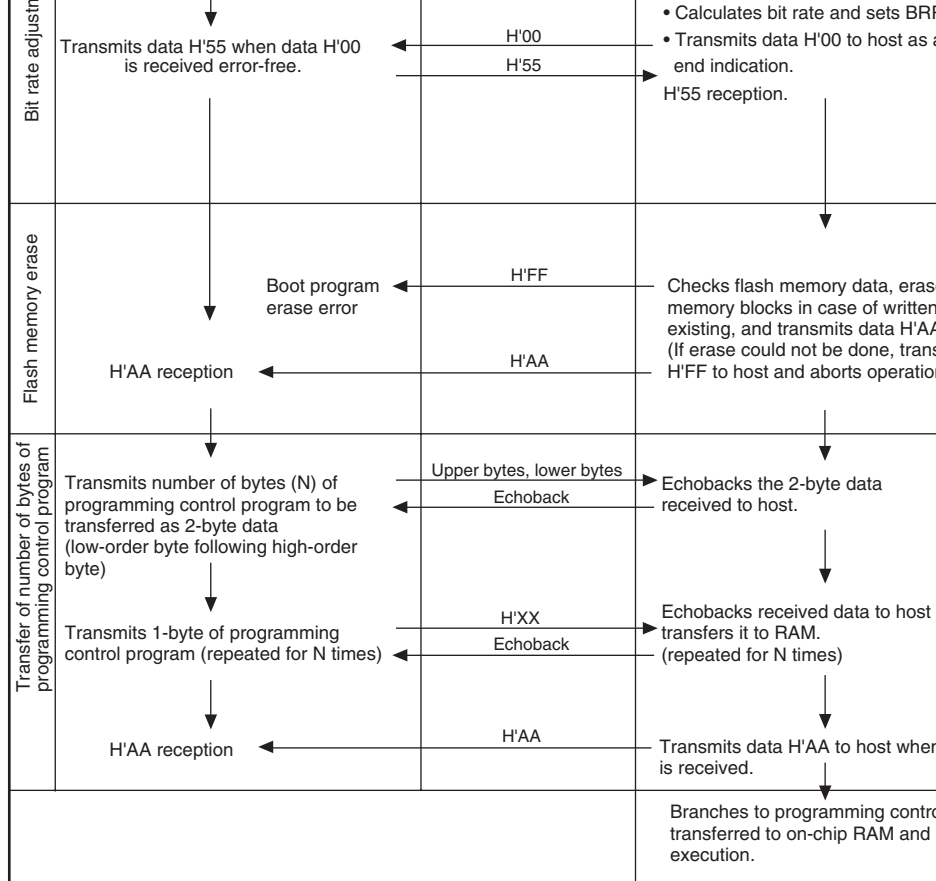 Bit rate
Transmits data H'55 when data H'00
is received error-free.
H'00
H'55
• Calculates bit rate and sets
• Transmits data H'00 to host as
end indication.
H'55 reception.
Flash memory erase
Boot program
erase error
H'FF
Checks flash memory data,
memory blocks in case of written
existing, and transmits data
(If erase could not be done,
H'FF to host and aborts
H'AA reception
H'AA
Transfer of number of bytes of
programming control program
Transmits number of bytes (N) of
programming control program to be
transferred as 2-byte data
(low-order byte following high-order
byte)
Upper bytes, lower bytes
Echoback
Echobacks the 2-byte data
received to host.
Transmits 1-byte of programming
control program (repeated for N times)
H'XX
Echoback
Echobacks received data to host
transfers it to RAM.
(repeated for N times)
H'AA reception
H'AA
Transmits data H'AA to host
is received.
Branches to programming
transferred to on-chip RAM and
execution.